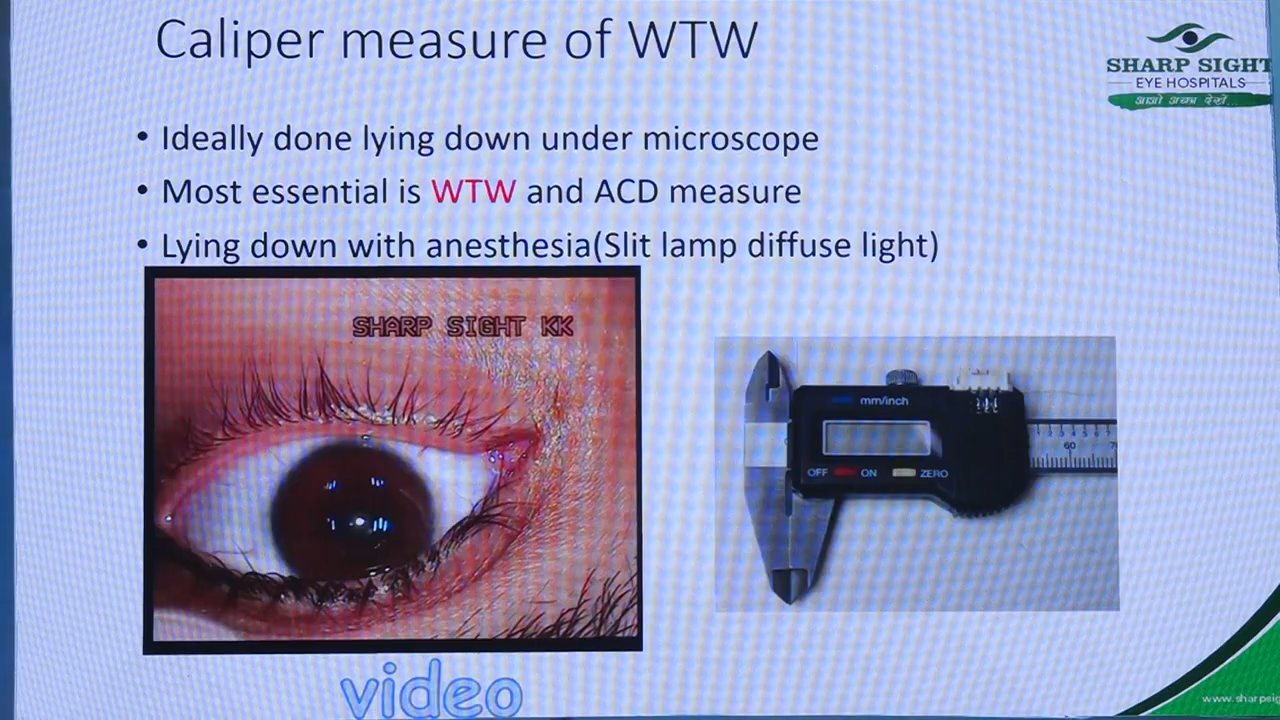 Caliper measure of WTW
SHARP SIGHT
EYE HOSPITALS
आओ अच्छा देखें...
• Ideally done lying down under microscope
• Most essential is WTW and ACD measure
• Lying down with anesthesia(Slit lamp diffuse light)
SHARP SIGHT KK
mm/inch
OFF ON ZERO
60
video